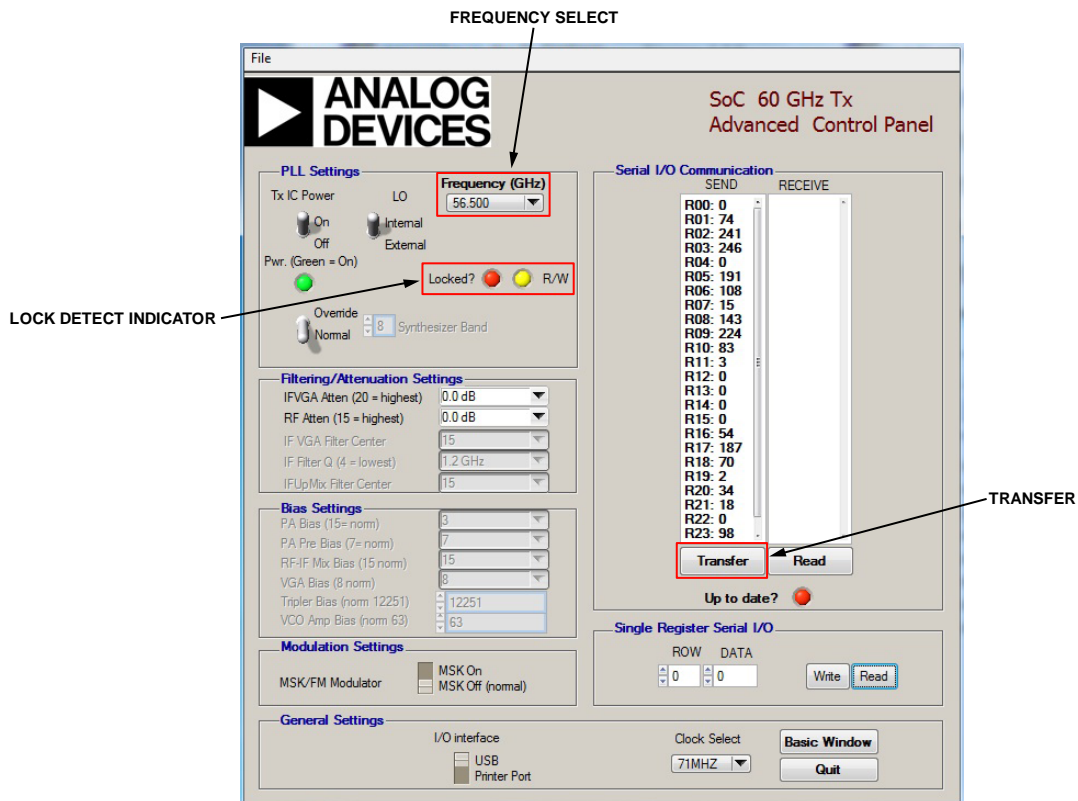 FREQUENCY SELECT
File
ANALOG
DEVICES
SoC 60 GHz Tx
Advanced Control Panel
PLL Settings
Tx IC Power
LO
Frequency (GHz)
56.500
On
Off
Internal
External
Pwr. (Green = On)
Locked?
R/W
LOCK DETECT INDICATOR
Override
Normal
8
Synthesizer Band
Filtering/Attenuation Settings
IFVGA Atten (20 = highest) 0.0 dB
RF Atten (15 = highest) 0.0 dB
IF VGA Filter Center 15
IF Filter Q (4 = lowest) 1.2 GHz
IFUpMix Filter Center 15
Bias Settings
PA Bias (15= norm) 3
PA Pre Bias (7= norm) 7
RF-IF Mix Bias (15 norm) 15
VGA Bias (8 norm) 8
Tripler Bias (norm 12251) 12251
VCO Amp Bias (norm 63) 63
Modulation Settings
MSK/FM Modulator
MSK On
MSK Off (normal)
Serial I/O Communication
SEND
RECEIVE
R00: 0
R01: 74
R02: 241
R03: 246
R04: 0
R05: 191
R06: 108
R07: 15
R08: 143
R09: 224
R10: 83
R11: 3
R12: 0
R13: 0
R14: 0
R15: 0
R16: 54
R17: 187
R18: 70
R19: 2
R20: 34
R21: 18
R22: 0
R23: 98
TRANSFER
Transfer
Read
Up to date?
Single Register Serial I/O
ROW DATA
0 0
Write Read
General Settings
I/O interface
USB
Printer Port
Clock Select
71MHZ
Basic Window
Quit